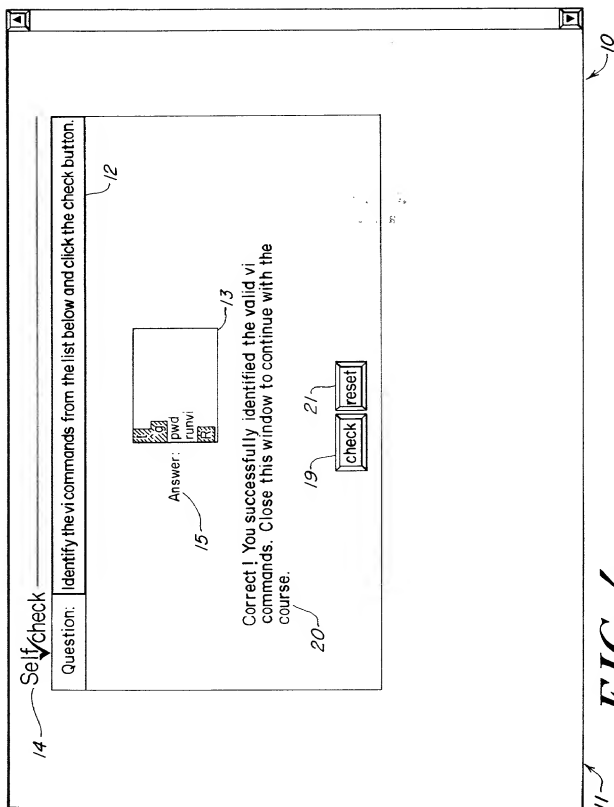 14
Self✓check
Question: Identify the vi commands from the list below and click the check button.
12
Answer:
pwd
runvi
R
13
15
Correct! You successfully identified the valid vi
commands. Close this window to continue with the
course.
20
19
check
21
reset
10
11